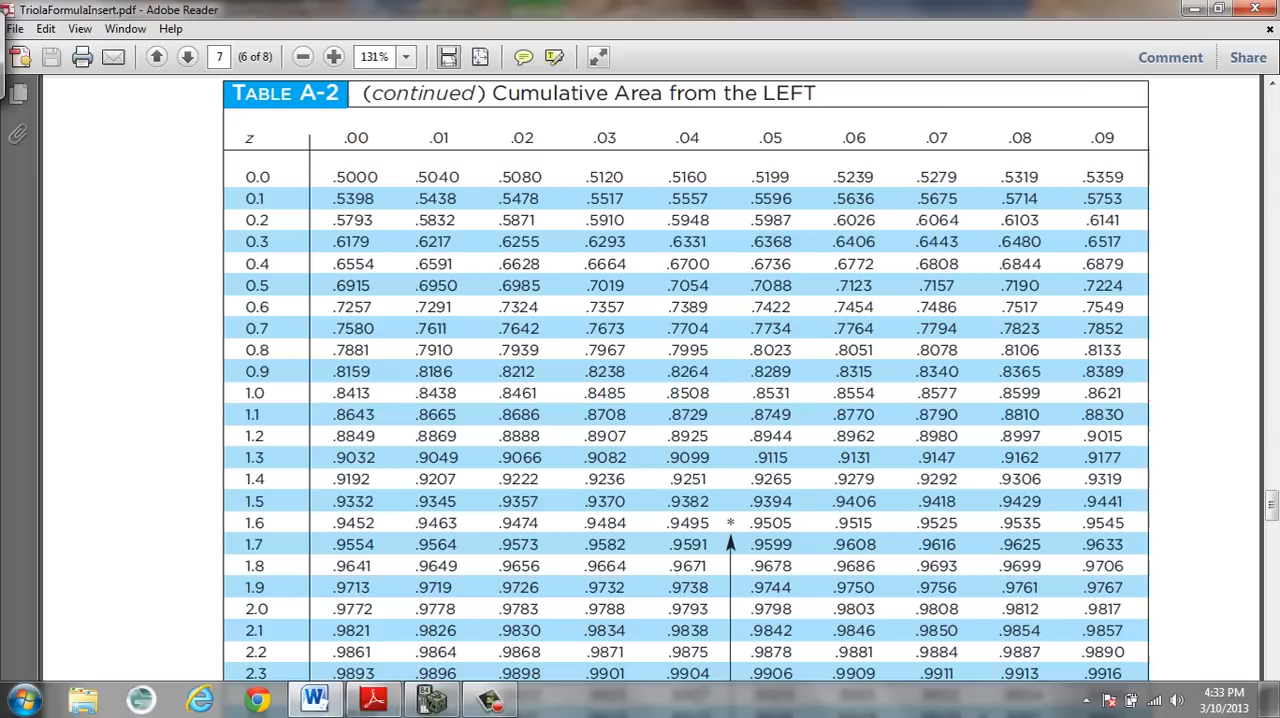 TriolaFormulaInsert.pdf - Adobe Reader
File Edit View Window Help
7 (6 of 8) 131% Comment Share
TABLE A-2 (continued) Cumulative Area from the LEFT
z .00 .01 .02 .03 .04 .05 .06 .07 .08 .09
0.0 .5000 .5040 .5080 .5120 .5160 .5199 .5239 .5279 .5319 .5359
0.1 .5398 .5438 .5478 .5517 .5557 .5596 .5636 .5675 .5714 .5753
0.2 .5793 .5832 .5871 .5910 .5948 .5987 .6026 .6064 .6103 .6141
0.3 .6179 .6217 .6255 .6293 .6331 .6368 .6406 .6443 .6480 .6517
0.4 .6554 .6591 .6628 .6664 .6700 .6736 .6772 .6808 .6844 .6879
0.5 .6915 .6950 .6985 .7019 .7054 .7088 .7123 .7157 .7190 .7224
0.6 .7257 .7291 .7324 .7357 .7389 .7422 .7454 .7486 .7517 .7549
0.7 .7580 .7611 .7642 .7673 .7704 .7734 .7764 .7794 .7823 .7852
0.8 .7881 .7910 .7939 .7967 .7995 .8023 .8051 .8078 .8106 .8133
0.9 .8159 .8186 .8212 .8238 .8264 .8289 .8315 .8340 .8365 .8389
1.0 .8413 .8438 .8461 .8485 .8508 .8531 .8554 .8577 .8599 .8621
1.1 .8643 .8665 .8686 .8708 .8729 .8749 .8770 .8790 .8810 .8830
1.2 .8849 .8869 .8888 .8907 .8925 .8944 .8962 .8980 .8997 .9015
1.3 .9032 .9049 .9066 .9082 .9099 .9115 .9131 .9147 .9162 .9177
1.4 .9192 .9207 .9222 .9236 .9251 .9265 .9279 .9292 .9306 .9319
1.5 .9332 .9345 .9357 .9370 .9382 .9394 .9406 .9418 .9429 .9441
1.6 .9452 .9463 .9474 .9484 .9495 * .9505 .9515 .9525 .9535 .9545
1.7 .9554 .9564 .9573 .9582 .9591 .9599 .9608 .9616 .9625 .9633
1.8 .9641 .9649 .9656 .9664 .9671 .9678 .9686 .9693 .9699 .9706
1.9 .9713 .9719 .9726 .9732 .9738 .9744 .9750 .9756 .9761 .9767
2.0 .9772 .9778 .9783 .9788 .9793 .9798 .9803 .9808 .9812 .9817
2.1 .9821 .9826 .9830 .9834 .9838 .9842 .9846 .9850 .9854 .9857
2.2 .9861 .9864 .9868 .9871 .9875 .9878 .9881 .9884 .9887 .9890
2.3 .9893 .9896 .9898 .9901 .9904 .9906 .9909 .9911 .9913 .9916
4:33 PM
3/10/2013